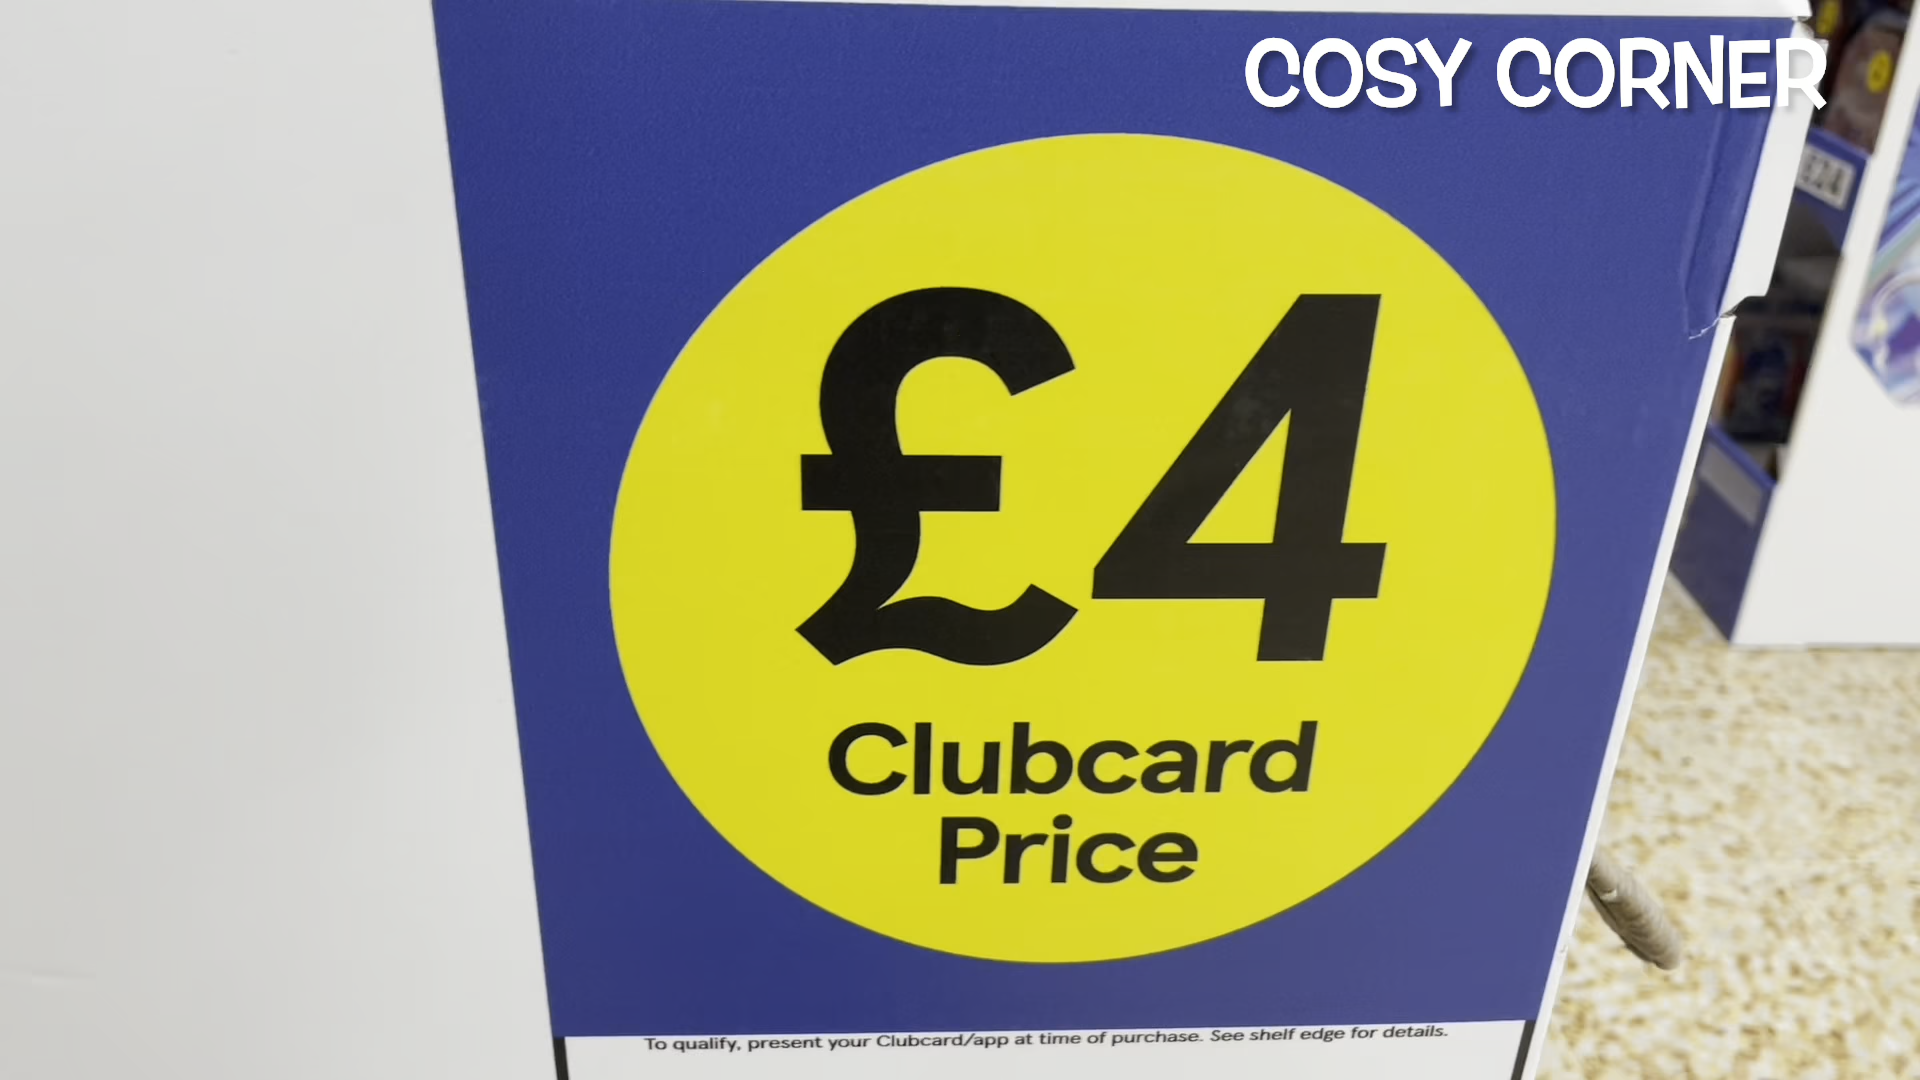 COSY CORNER
£4
Clubcard
Price
To qualify, present your Clubcard/app at time of purchase. See shelf edge for details.